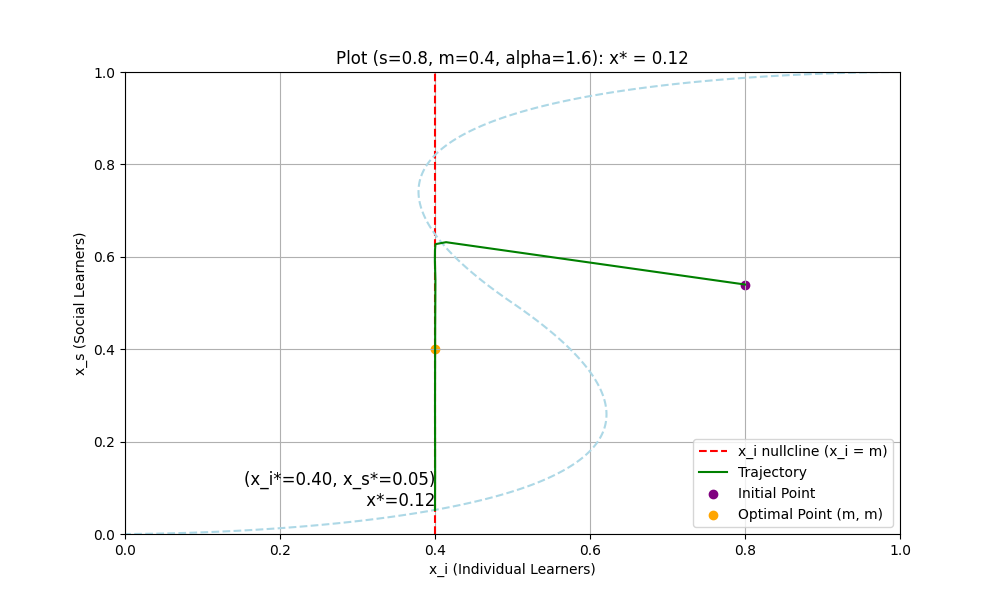 Plot (s=0.8, m=0.4, alpha=1.6): x* = 0.12
1.0
0.8
0.6
0.4
0.2
0.0
x_s (Social Learners)
(x_i*=0.40, x_s*=0.05)
x*=0.12
x_i nullcline (x_i = m)
Trajectory
Initial Point
Optimal Point (m, m)
0.0 0.2 0.4 0.6 0.8 1.0
x_i (Individual Learners)